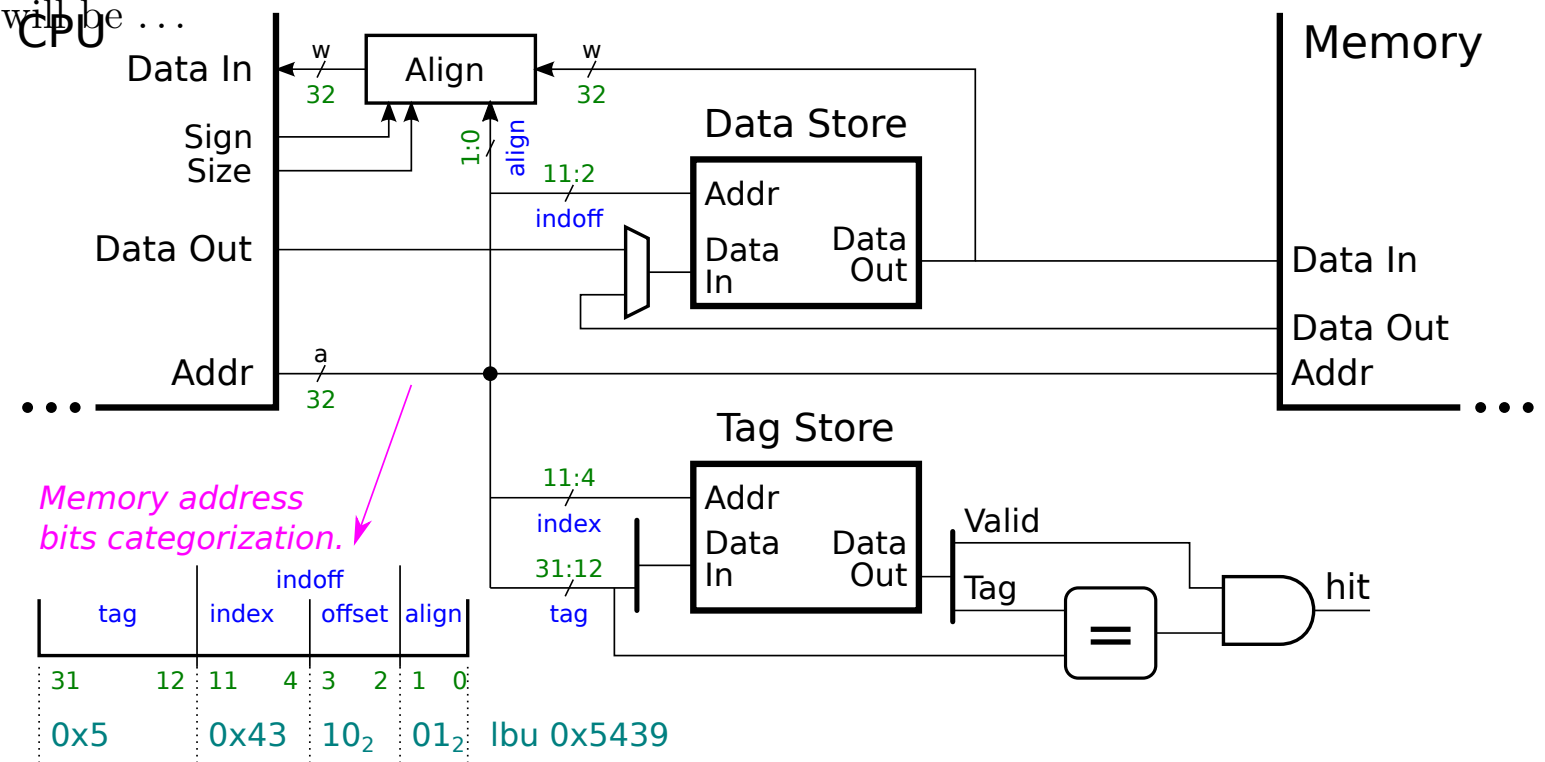 will be ...
CPU
Memory
Data In
w
32
Align
w
32
Sign
Size
1:0
align
Data Store
11:2
indoff
Addr
Data In
Data Out
Data Out
Data In
Data Out
Addr
a
32
Addr
Tag Store
Memory address
bits categorization.
11:4
index
Addr
Data In
Data Out
31:12
tag
Valid
Tag
=
hit
indoff
tag index offset align
31 12 11 4 3 2 1 0
0x5 0x43 10₂ 01₂ lbu 0x5439